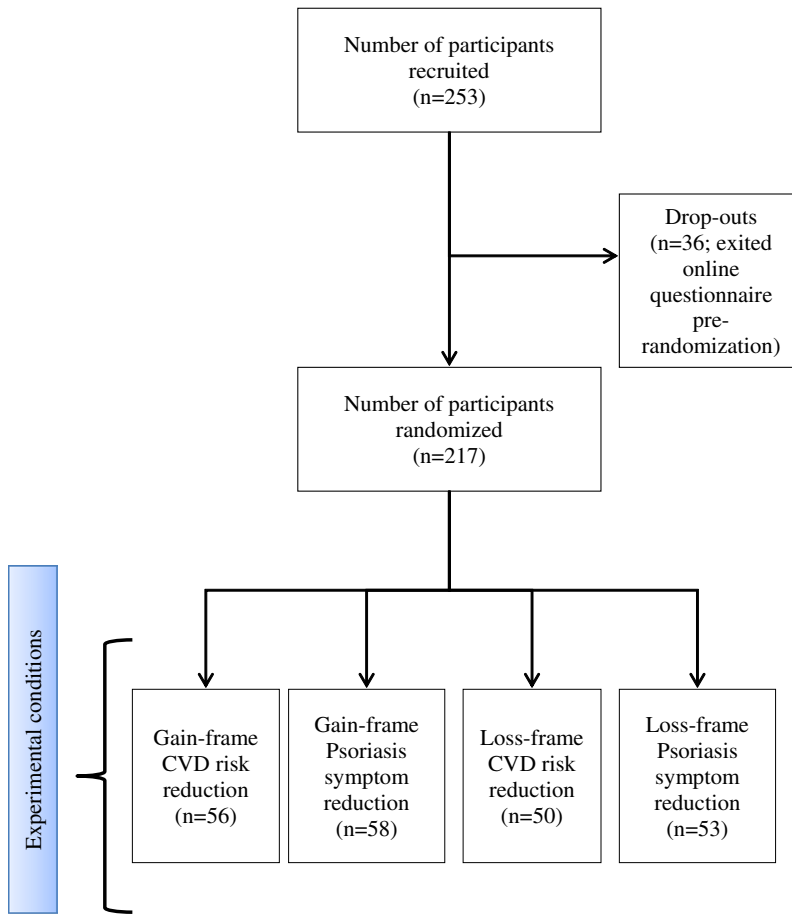 Number of participants
recruited
(n=253)
Drop-outs
(n=36; exited
online
questionnaire
pre-
randomization)
Number of participants
randomized
(n=217)
Experimental conditions
Gain-frame
CVD risk
reduction
(n=56)
Gain-frame
Psoriasis
symptom
reduction
(n=58)
Loss-frame
CVD risk
reduction
(n=50)
Loss-frame
Psoriasis
symptom
reduction
(n=53)